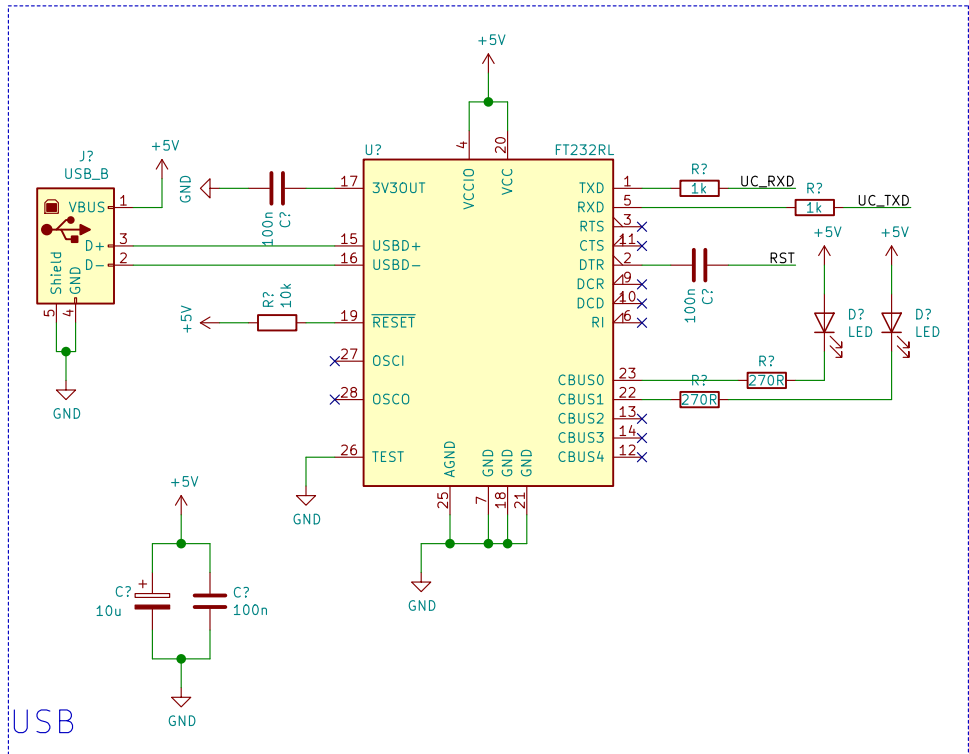 +5V
J?
USB_B
+5V
VBUS 1
D+ 3
D- 2
Shield
GND
5
4
GND
GND
100n
C?
+5V
R?
10k
U?
FT232RL
4
20
VCCIO
VCC
17 3V3OUT
15 USBD+
16 USBD-
19 RESET
27 OSCI
28 OSCO
26 TEST
GND
TXD 1
RXD 5
RTS 3
CTS 11
DTR 2
DCR 9
DCD 10
RI 6
CBUS0 23
CBUS1 22
CBUS2 13
CBUS3 14
CBUS4 12
AGND
GND
GND
GND
25
7
18
21
GND
R?
1k
UC_RXD
R?
1k
UC_TXD
100n
C?
RST
+5V
+5V
D?
LED
D?
LED
R?
270R
R?
270R
+5V
C?
+
10u
C?
100n
GND
USB